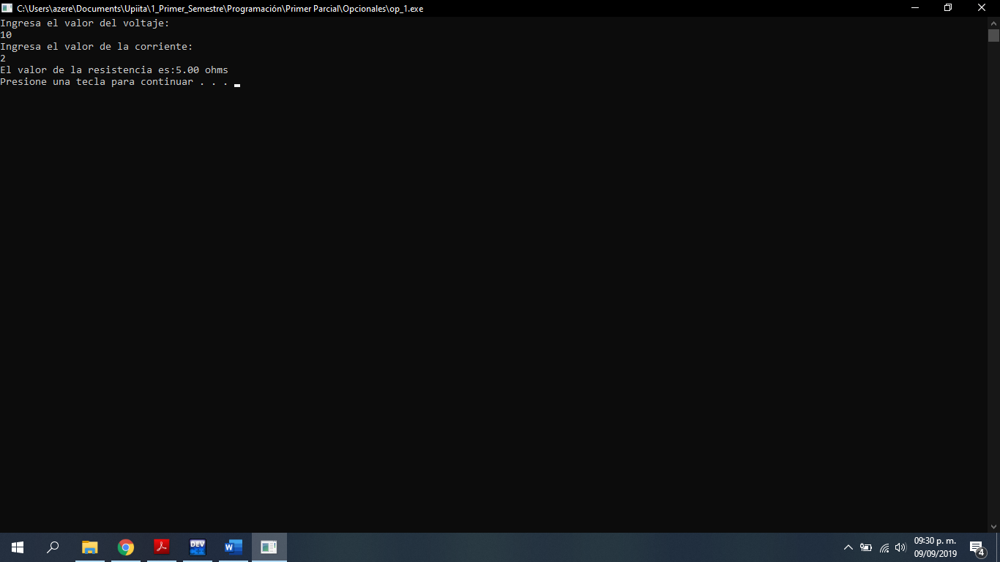 C:\Users\azere\Documents\Upiita\1_Primer_Semestre\Programación\Primer Parcial\Opcionales\op_1.exe
Ingresa el valor del voltaje:
10
Ingresa el valor de la corriente:
2
El valor de la resistencia es:5.00 ohms
Presione una tecla para continuar . . .
DEV
W
09:30 p. m.
09/09/2019
4